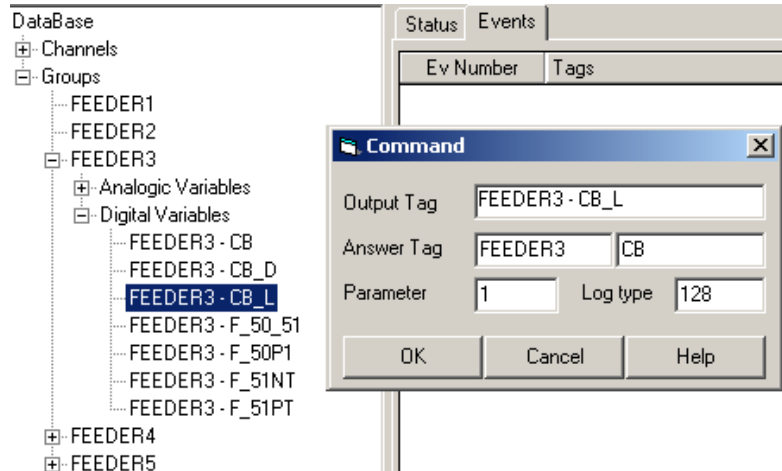 DataBase
Channels
Groups
FEEDER1
FEEDER2
FEEDER3
Analogic Variables
Digital Variables
FEEDER3 - CB
FEEDER3 - CB_D
FEEDER3 - CB_L
FEEDER3 - F_50_51
FEEDER3 - F_50P1
FEEDER3 - F_51NT
FEEDER3 - F_51PT
FEEDER4
FEEDER5
Status Events
Ev Number Tags
Command
Output Tag FEEDER3 - CB_L
Answer Tag FEEDER3 CB
Parameter 1 Log type 128
OK Cancel Help